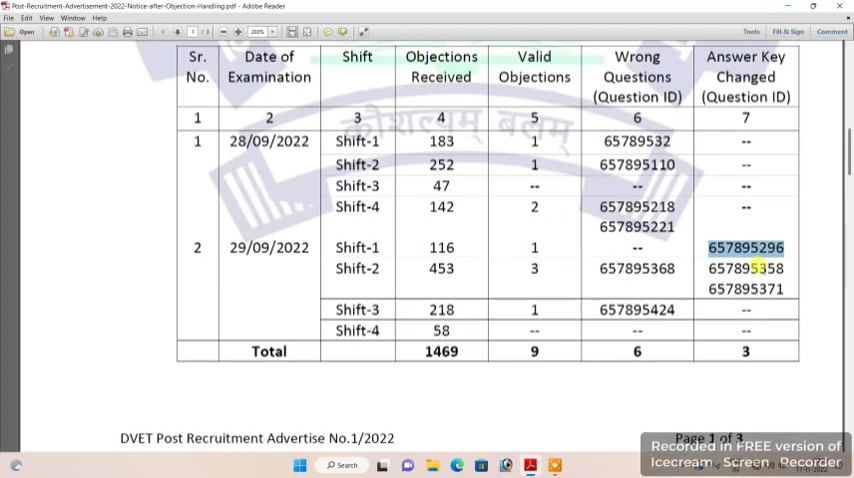 Post-Recruitment-Advertisement-2022-Notice-after-Objection-Handling.pdf - Adobe Reader
File Edit View Window Help
Open 1 / 3 200% Tools Fill & Sign Comment
Sr. No. Date of Examination Shift Objections Received Valid Objections Wrong Questions (Question ID) Answer Key Changed (Question ID)
1 2 3 4 5 6 7
1 28/09/2022 Shift-1 183 1 65789532 --
Shift-2 252 1 657895110 --
Shift-3 47 -- -- --
Shift-4 142 2 657895218 --
657895221
2 29/09/2022 Shift-1 116 1 -- 657895296
Shift-2 453 3 657895368 657895358
657895371
Shift-3 218 1 657895424 --
Shift-4 58 -- -- --
Total 1469 9 6 3
कौशल्यम् बलम्
DVET Post Recruitment Advertise No.1/2022 Page 1 of 3
Recorded in FREE version of
Icecream Screen Recorder
Search